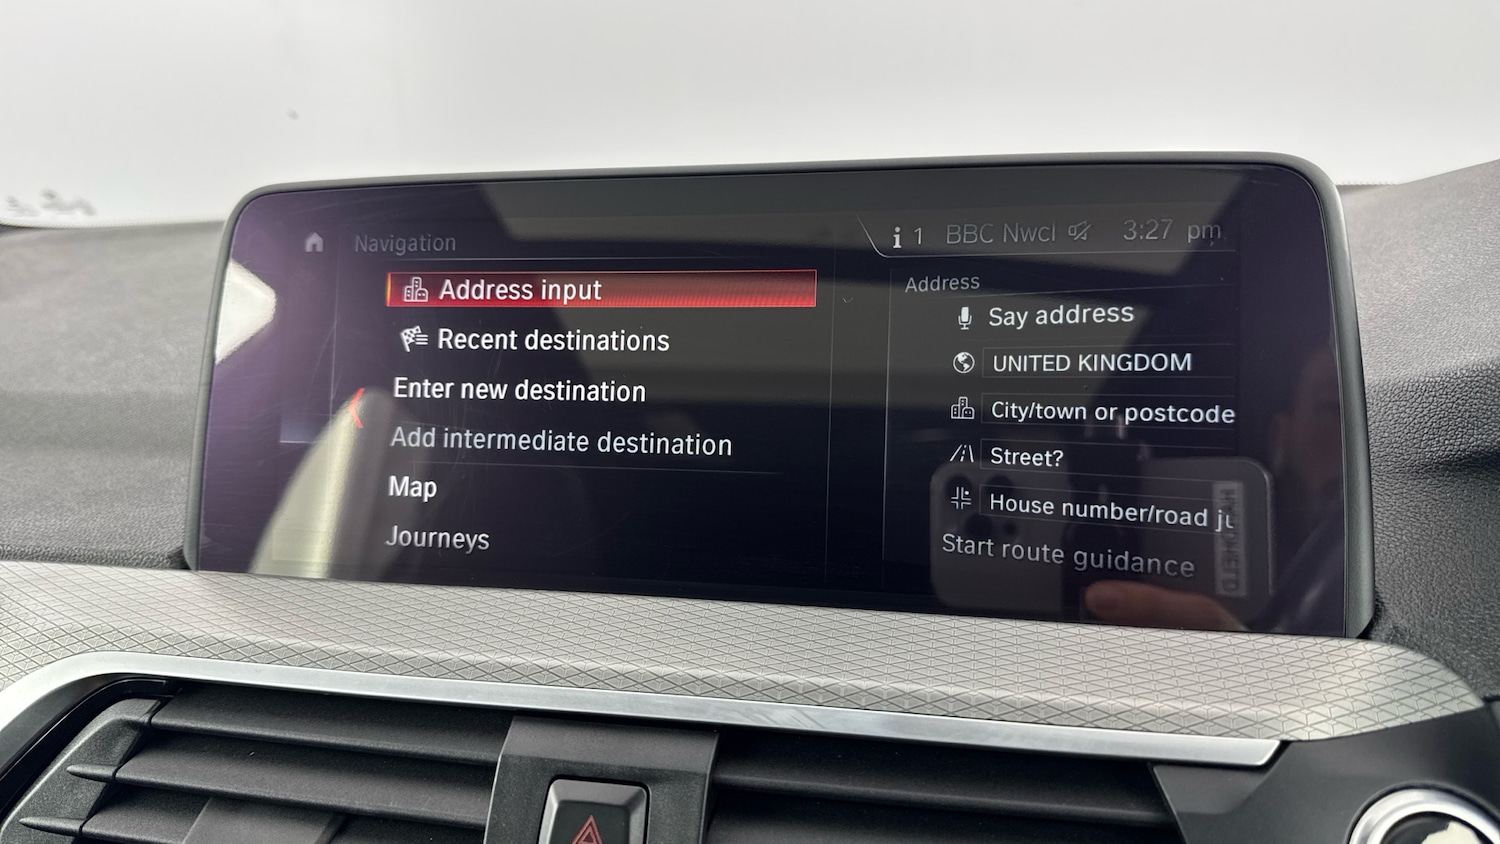 Navigation
i 1 BBC Nwcl 3:27 pm
Address input
Recent destinations
Enter new destination
Add intermediate destination
Map
Journeys
Address
Say address
UNITED KINGDOM
City/town or postcode
Street?
House number/road
Start route guidance